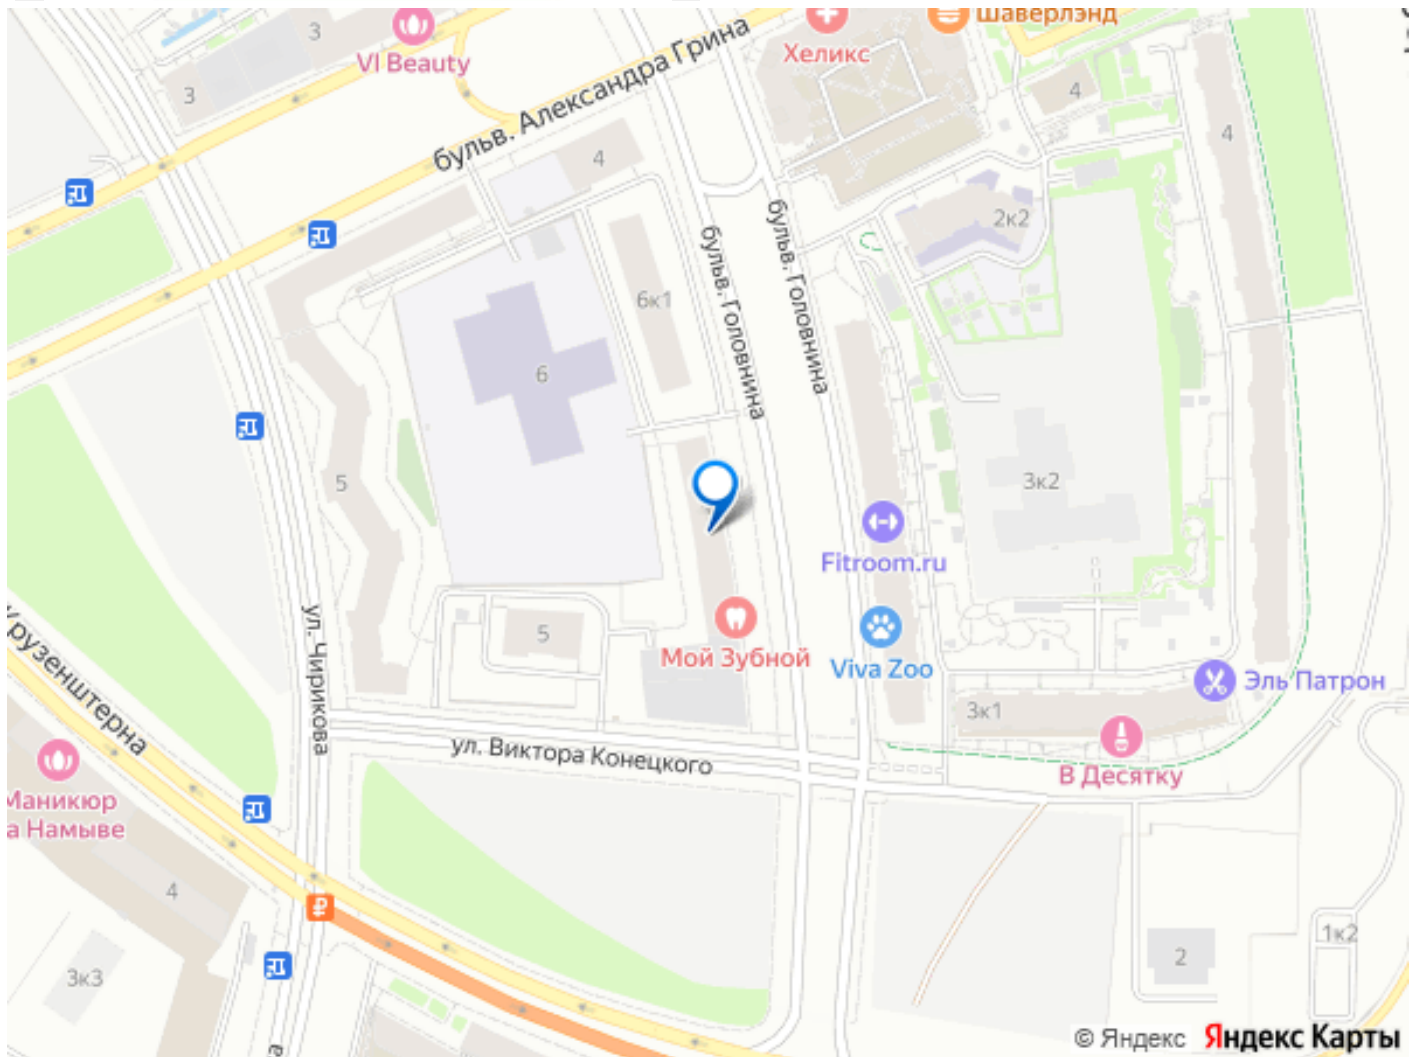 Шаверлэнд
3
VI Beauty
Хеликс
бульв. Александра Грина
3
4
4
4
2к2
бульв. Головнина
бульв. Головнина
6к1
6
5
3к2
Fitroom.ru
ул. Чирикова
5
Мой Зубной
Viva Zoo
Эль Патрон
Крузенштерна
3к1
ул. Виктора Конецкого
В Десятку
Маникюр
а Намыве
4
3к3
2
1к2
© Яндекс Яндекс Карты